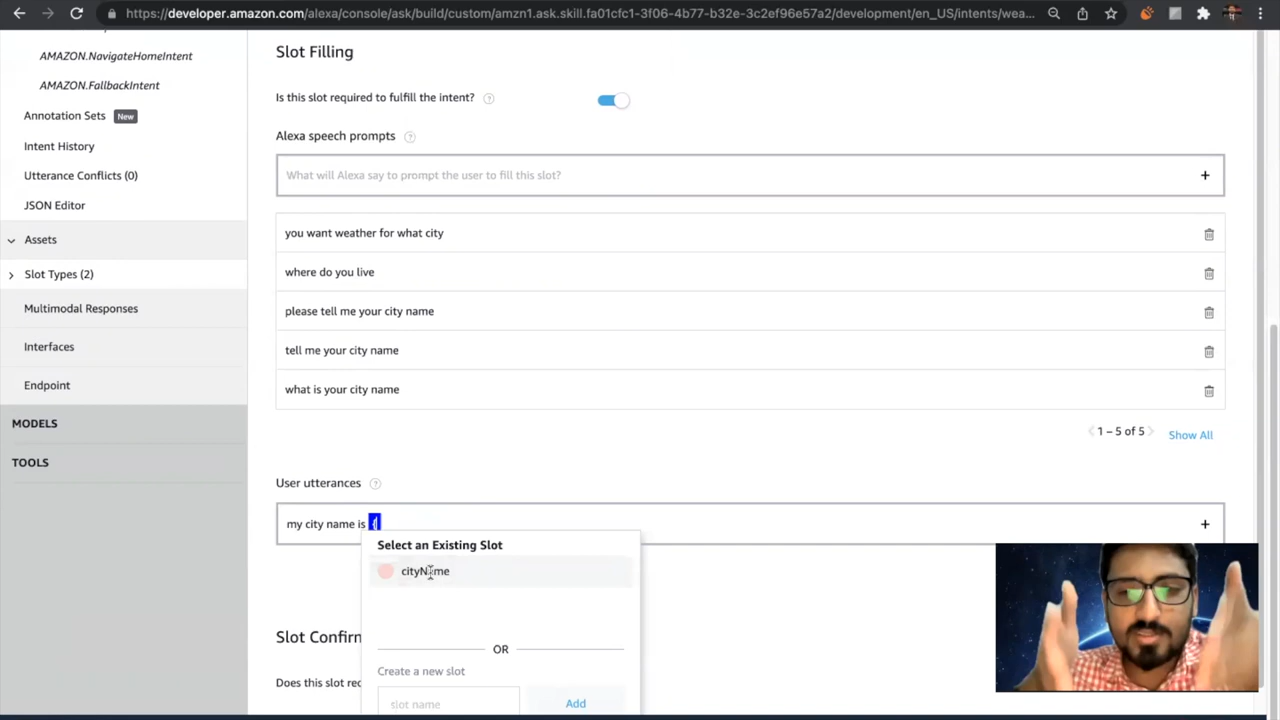 https://developer.amazon.com/alexa/console/ask/build/custom/amzn1.ask.skill.fa01cfc1-3f06-4b77-b32e-3c2ef96e57a2/development/en_US/intents/wea...
AMAZON.NavigateHomeIntent
AMAZON.FallbackIntent
Annotation Sets New
Intent History
Utterance Conflicts (0)
JSON Editor
Assets
Slot Types (2)
Multimodal Responses
Interfaces
Endpoint
MODELS
TOOLS
Slot Filling
Is this slot required to fulfill the intent? ?
Alexa speech prompts ?
What will Alexa say to prompt the user to fill this slot? +
you want weather for what city
where do you live
please tell me your city name
tell me your city name
what is your city name
1 – 5 of 5 Show All
User utterances ?
my city name is { +
Select an Existing Slot
cityName
OR
Create a new slot
slot name Add
Slot Confirm
Does this slot rec